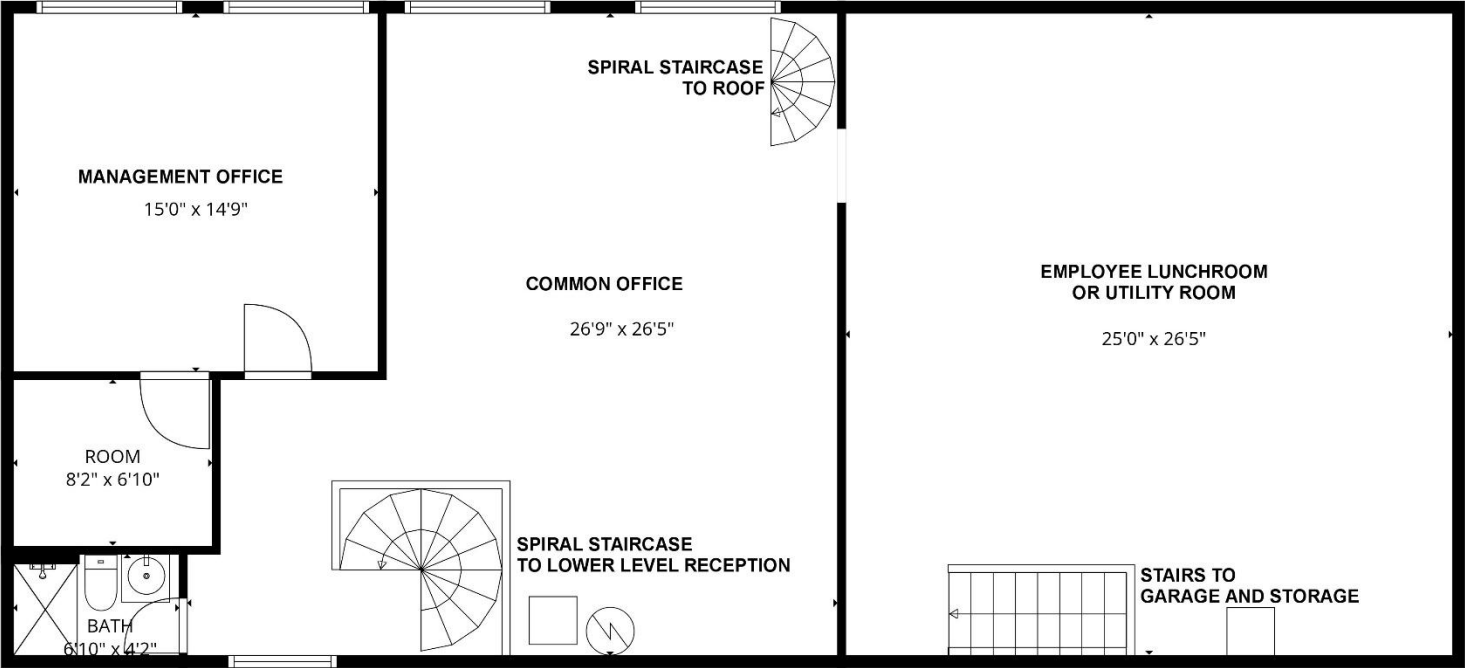 SPIRAL STAIRCASE
TO ROOF
MANAGEMENT OFFICE
15'0" x 14'9"
COMMON OFFICE
26'9" x 26'5"
EMPLOYEE LUNCHROOM
OR UTILITY ROOM
25'0" x 26'5"
ROOM
8'2" x 6'10"
SPIRAL STAIRCASE
TO LOWER LEVEL RECEPTION
STAIRS TO
GARAGE AND STORAGE
BATH
6'10" x 4'2"